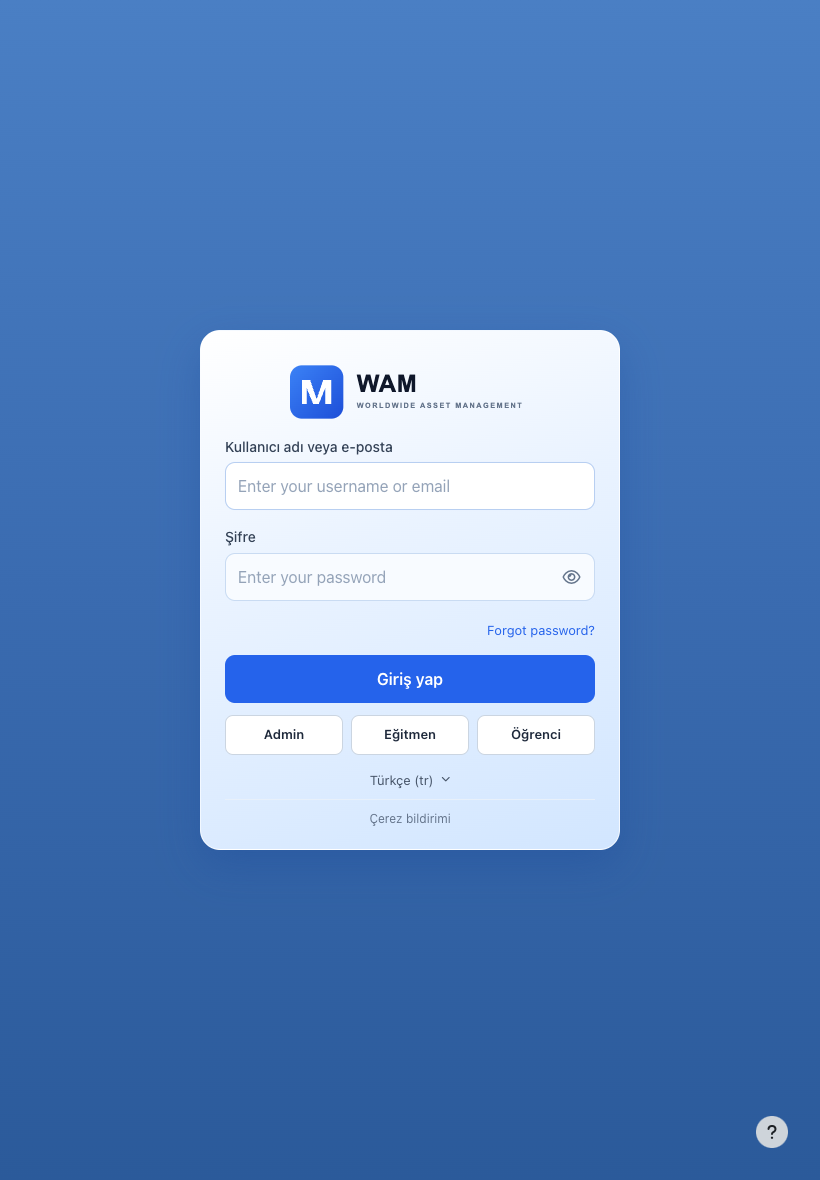 M
WAM
WORLDWIDE ASSET MANAGEMENT
Kullanıcı adı veya e-posta
Enter your username or email
Şifre
Enter your password
Forgot password?
Giriş yap
Admin Eğitmen Öğrenci
Türkçe (tr)
Çerez bildirimi
?